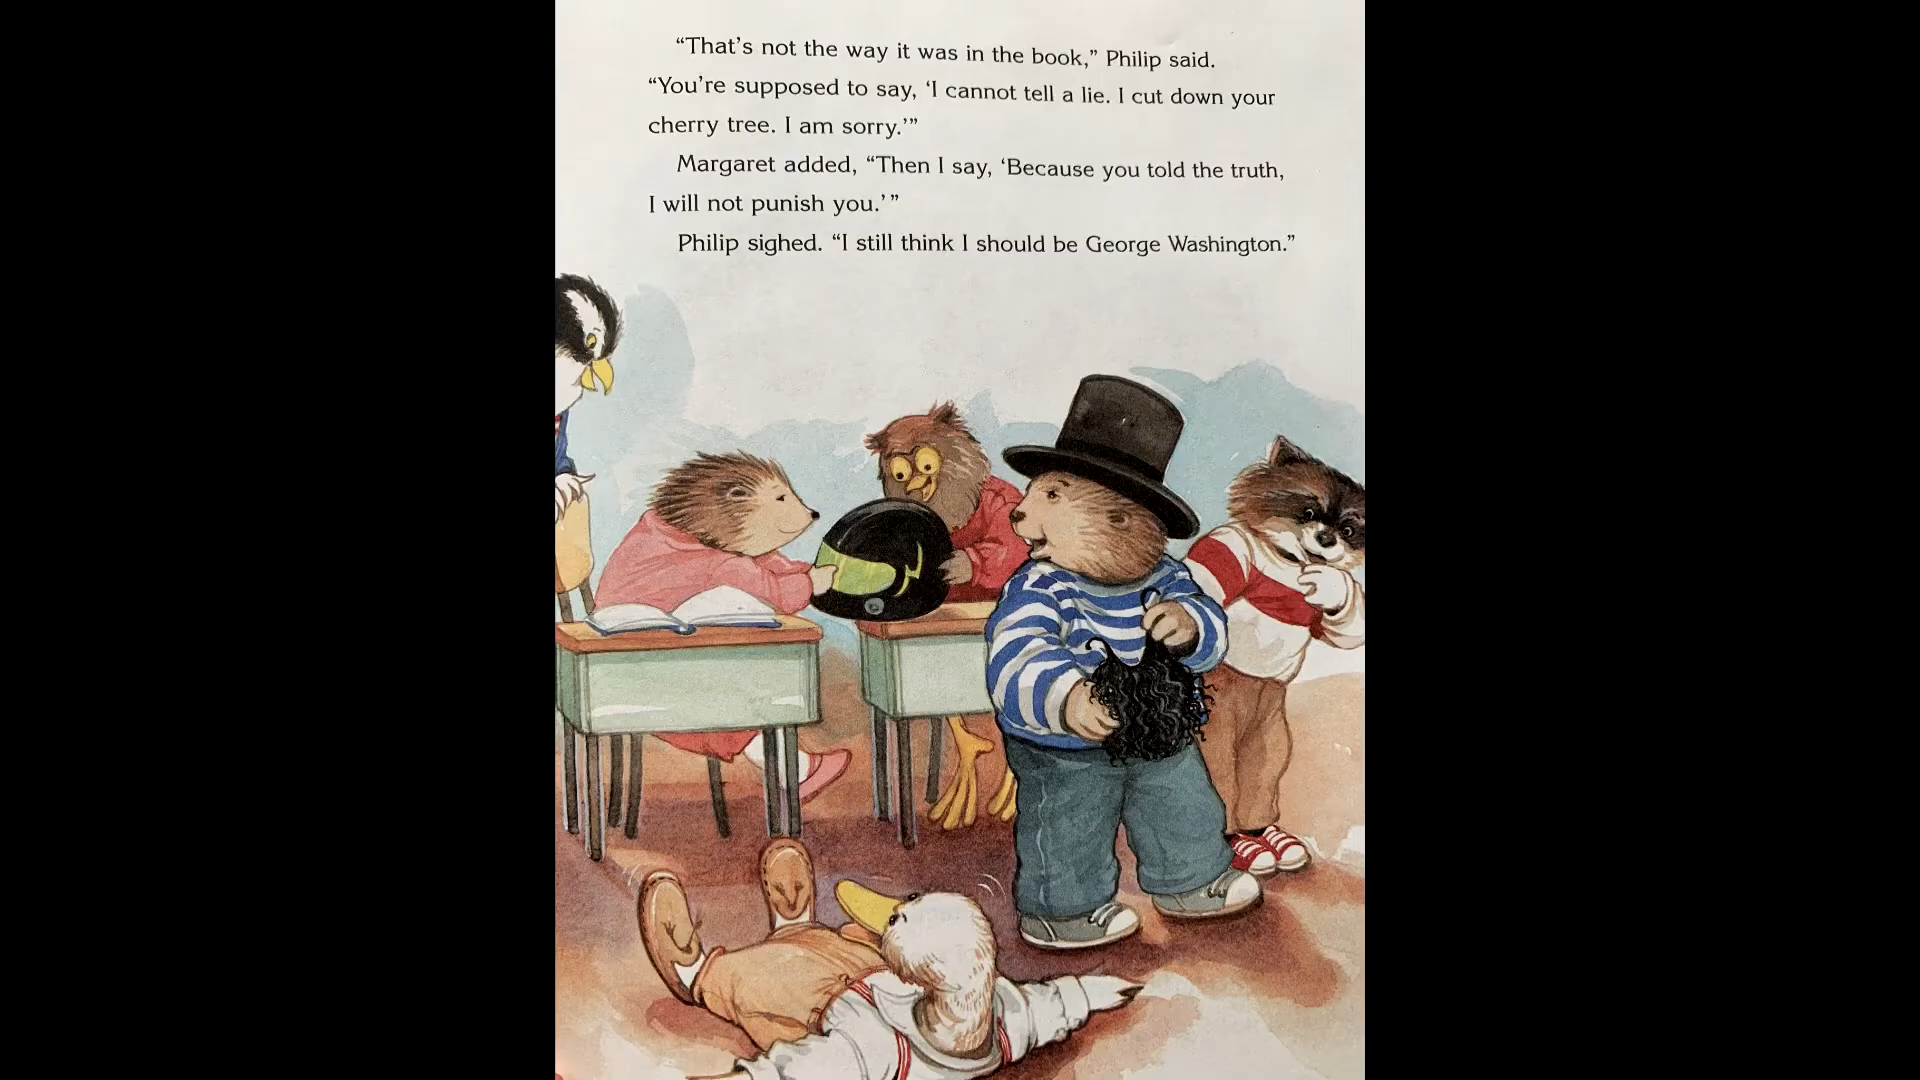 “That’s not the way it was in the book,” Philip said.
“You’re supposed to say, ‘I cannot tell a lie. I cut down your
cherry tree. I am sorry.’”
Margaret added, “Then I say, ‘Because you told the truth,
I will not punish you.’ ”
Philip sighed. “I still think I should be George Washington.”